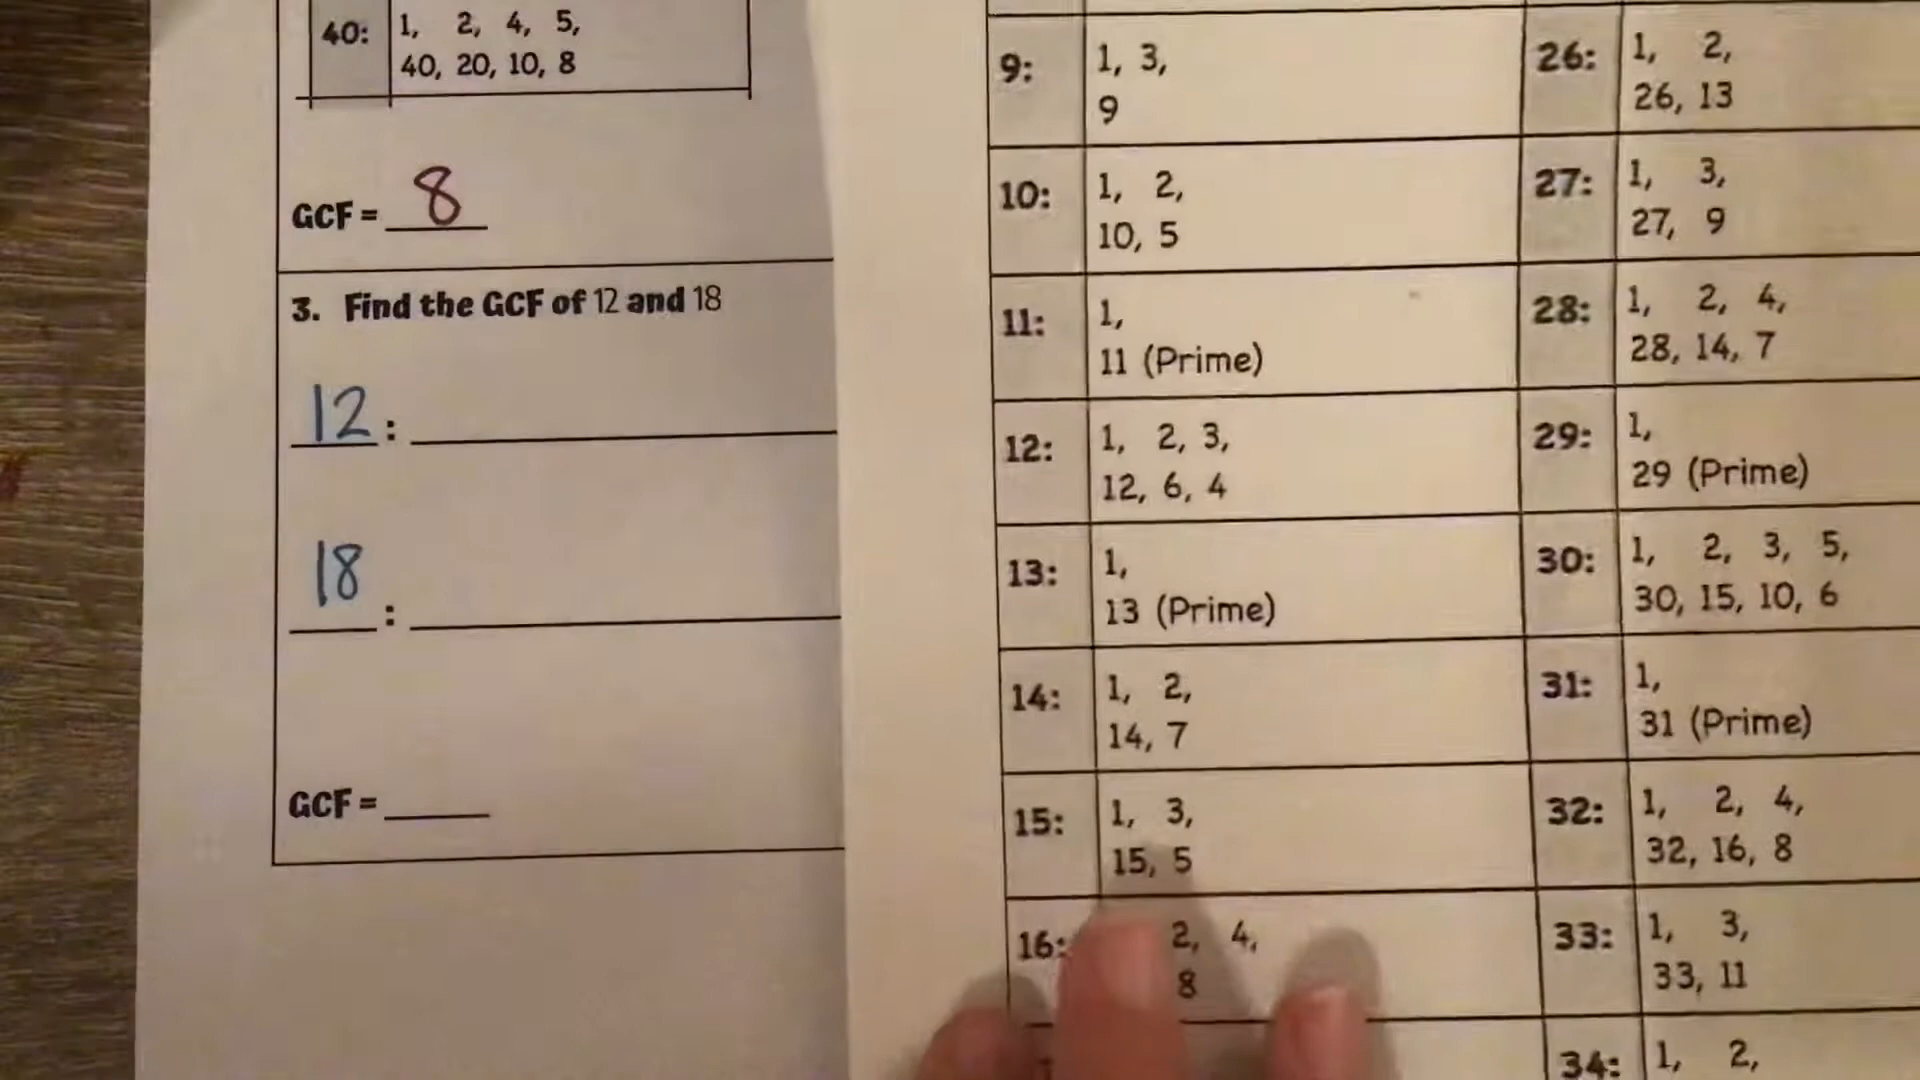 40: 1, 2, 4, 5,
40, 20, 10, 8
GCF = 8
3. Find the GCF of 12 and 18
12:
18:
GCF =
9: 1, 3,
9
10: 1, 2,
10, 5
11: 1,
11 (Prime)
12: 1, 2, 3,
12, 6, 4
13: 1,
13 (Prime)
14: 1, 2,
14, 7
15: 1, 3,
15, 5
16: 2, 4,
8
26: 1, 2,
26, 13
27: 1, 3,
27, 9
28: 1, 2, 4,
28, 14, 7
29: 1,
29 (Prime)
30: 1, 2, 3, 5,
30, 15, 10, 6
31: 1,
31 (Prime)
32: 1, 2, 4,
32, 16, 8
33: 1, 3,
33, 11
34: 1, 2,